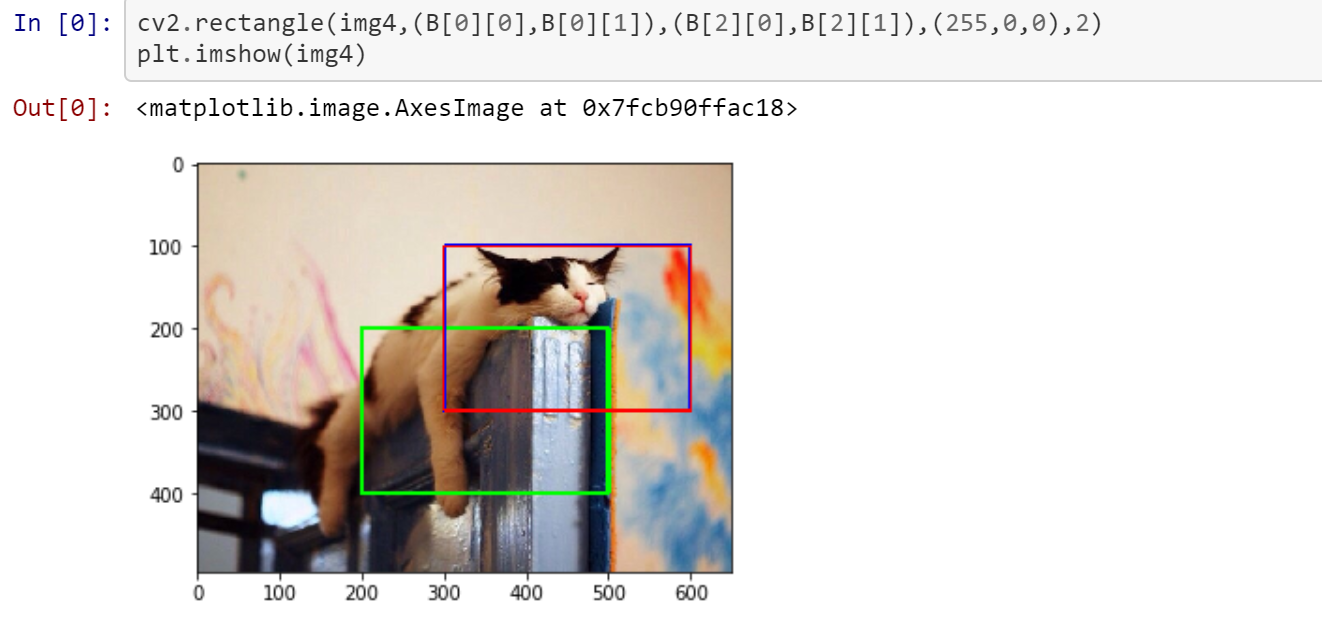 In [0]: cv2.rectangle(img4,(B[0][0],B[0][1]),(B[2][0],B[2][1]),(255,0,0),2)
plt.imshow(img4)
Out[0]: <matplotlib.image.AxesImage at 0x7fcb90ffac18>
0
100
200
300
400
0 100 200 300 400 500 600